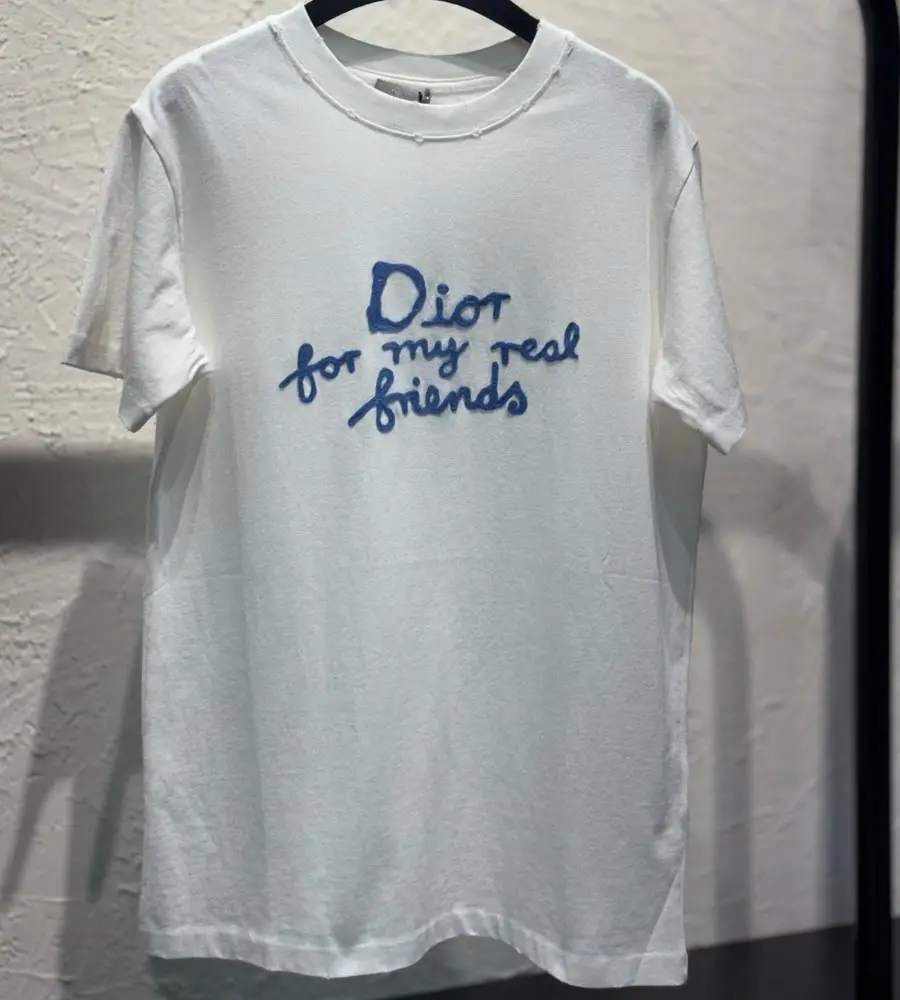 Dior
for my real
friends